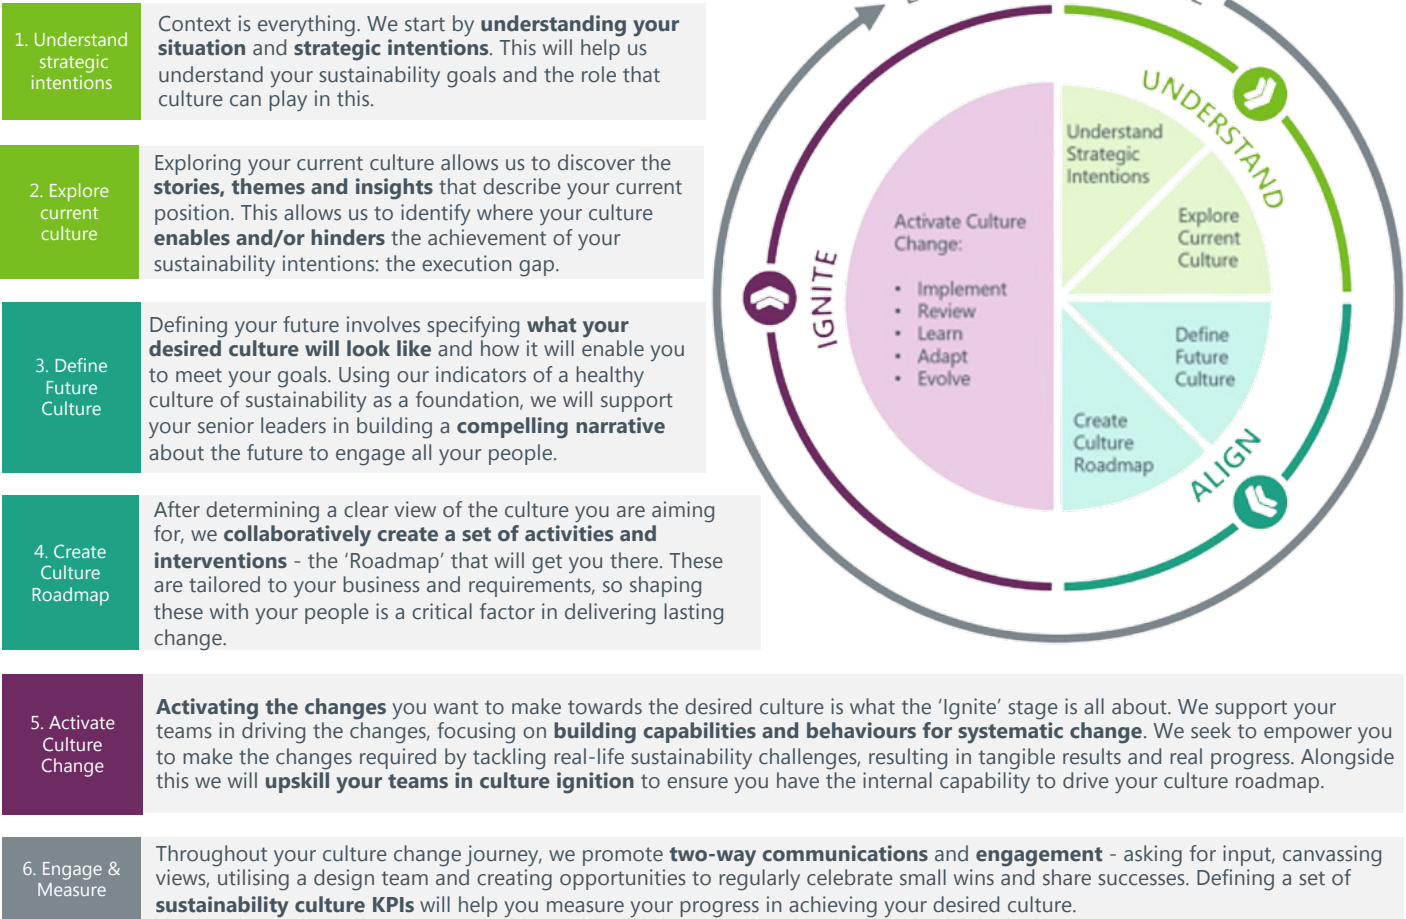 1. Understand
strategic
intentions
Context is everything. We start by understanding your
situation and strategic intentions. This will help us
understand your sustainability goals and the role that
culture can play in this.
2. Explore
current
culture
Exploring your current culture allows us to discover the
stories, themes and insights that describe your current
position. This allows us to identify where your culture
enables and/or hinders the achievement of your
sustainability intentions: the execution gap.
3. Define
Future
Culture
Defining your future involves specifying what your
desired culture will look like and how it will enable you
to meet your goals. Using our indicators of a healthy
culture of sustainability as a foundation, we will support
your senior leaders in building a compelling narrative
about the future to engage all your people.
4. Create
Culture
Roadmap
After determining a clear view of the culture you are aiming
for, we collaboratively create a set of activities and
interventions - the ‘Roadmap’ that will get you there. These
are tailored to your business and requirements, so shaping
these with your people is a critical factor in delivering lasting
change.
UNDERSTAND
Understand
Strategic
Intentions
Explore
Current
Culture
Define
Future
Culture
Create
Culture
Roadmap
ALIGN
IGNITE
Activate Culture
Change:
• Implement
• Review
• Learn
• Adapt
• Evolve
5. Activate
Culture
Change
Activating the changes you want to make towards the desired culture is what the ‘Ignite’ stage is all about. We support your
teams in driving the changes, focusing on building capabilities and behaviours for systematic change. We seek to empower you
to make the changes required by tackling real-life sustainability challenges, resulting in tangible results and real progress. Alongside
this we will upskill your teams in culture ignition to ensure you have the internal capability to drive your culture roadmap.
6. Engage &
Measure
Throughout your culture change journey, we promote two-way communications and engagement - asking for input, canvassing
views, utilising a design team and creating opportunities to regularly celebrate small wins and share successes. Defining a set of
sustainability culture KPIs will help you measure your progress in achieving your desired culture.